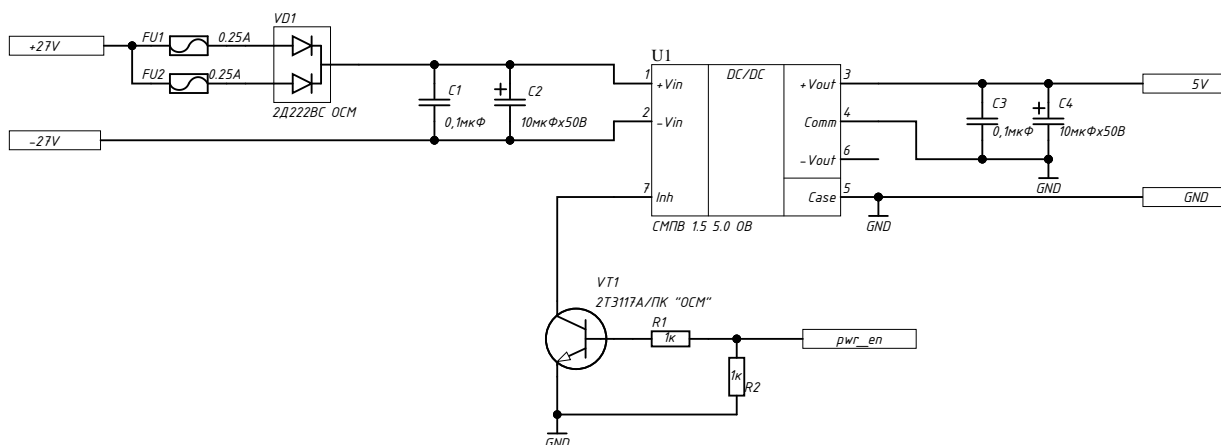 VD1
+27V
FU1
0.25A
FU2
0.25A
2Д222ВС ОСМ
C1
0,1мкФ
C2
10мкФх50В
-27V
U1
DC/DC
1
+Vin
2
-Vin
7
Inh
+Vout
3
Comm
4
-Vout
6
Case
5
СМПВ 1.5 5.0 ОВ
C3
0,1мкФ
C4
10мкФх50В
5V
GND
GND
GND
VT1
2Т3117А/ПК "ОСМ"
R1
1к
pwr_en
1к
R2
GND